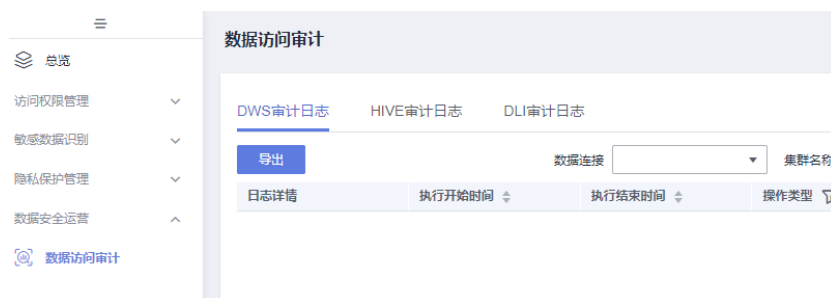 数据访问审计
总览
访问权限管理
敏感数据识别
隐私保护管理
数据安全运营
数据访问审计
DWS审计日志 HIVE审计日志 DLI审计日志
导出 数据连接 集群名称
日志详情 执行开始时间 执行结束时间 操作类型